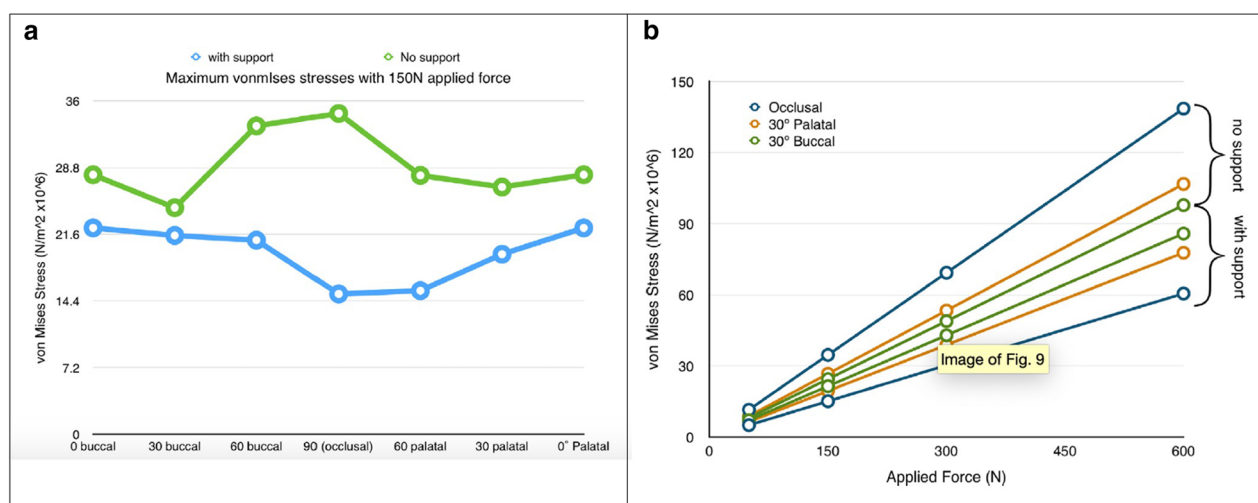 a
with support
No support
Maximum vonmIses stresses with 150N applied force
von Mises Stress (N/m^2 x10^6)
36
28.8
21.6
14.4
7.2
0
0 buccal
30 buccal
60 buccal
90 (occlusal)
60 palatal
30 palatal
0° Palatal
b
von Mises Stress (N/m^2 x10^6)
150
120
90
60
30
0
Occlusal
30° Palatal
30° Buccal
no support
with support
Image of Fig. 9
0
150
300
450
600
Applied Force (N)